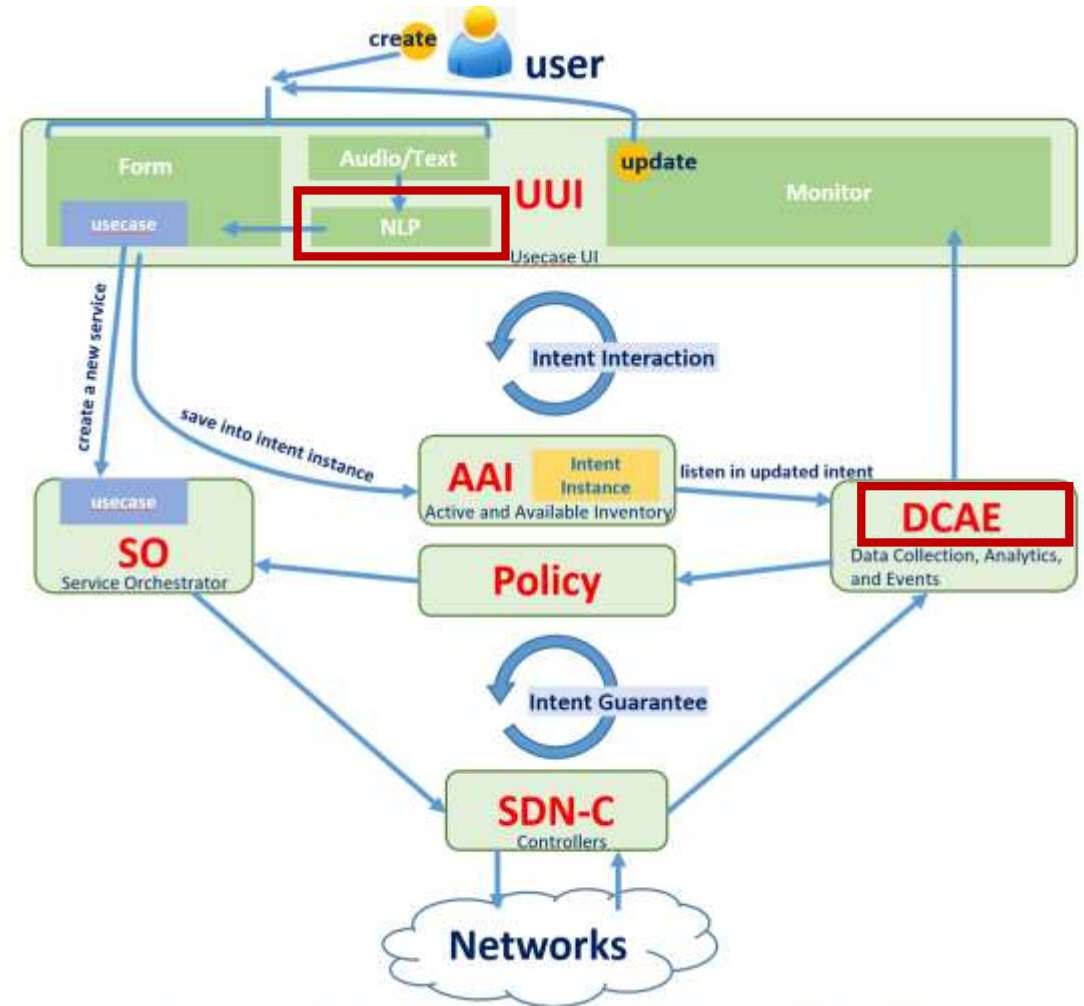 create
user
Form
Audio/Text
update
UUI
Monitor
usecase
NLP
Usecase UI
create a new service
Intent Interaction
save into intent instance
AAI
Intent
Instance
listen in updated intent
Active and Available Inventory
usecase
SO
Service Orchestrator
DCAE
Data Collection, Analytics,
and Events
Policy
Intent Guarantee
SDN-C
Controllers
Networks